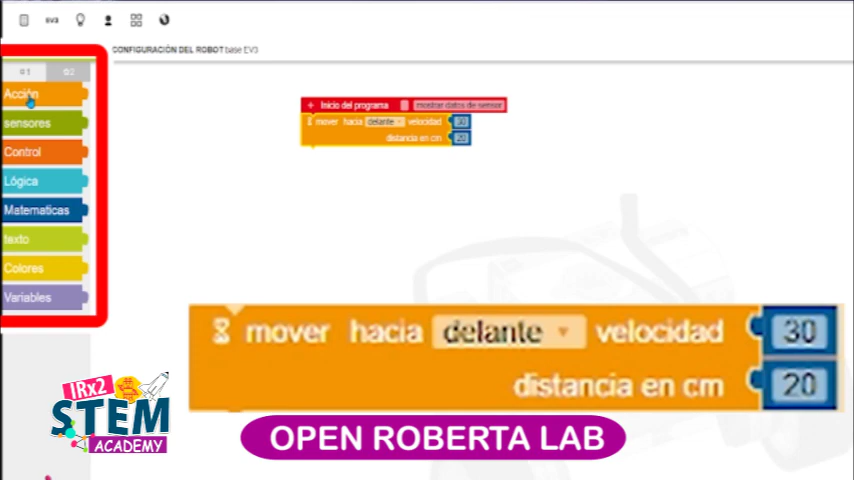 EV3
CONFIGURACIÓN DEL ROBOT base EV3
1 2
Acción
sensores
Control
Lógica
Matematicas
texto
Colores
Variables
+ Inicio del programa mostrar datos de sensor
mover hacia delante velocidad 30
distancia en cm 20
mover hacia delante velocidad 30
distancia en cm 20
IRx2
STEM
ACADEMY
OPEN ROBERTA LAB